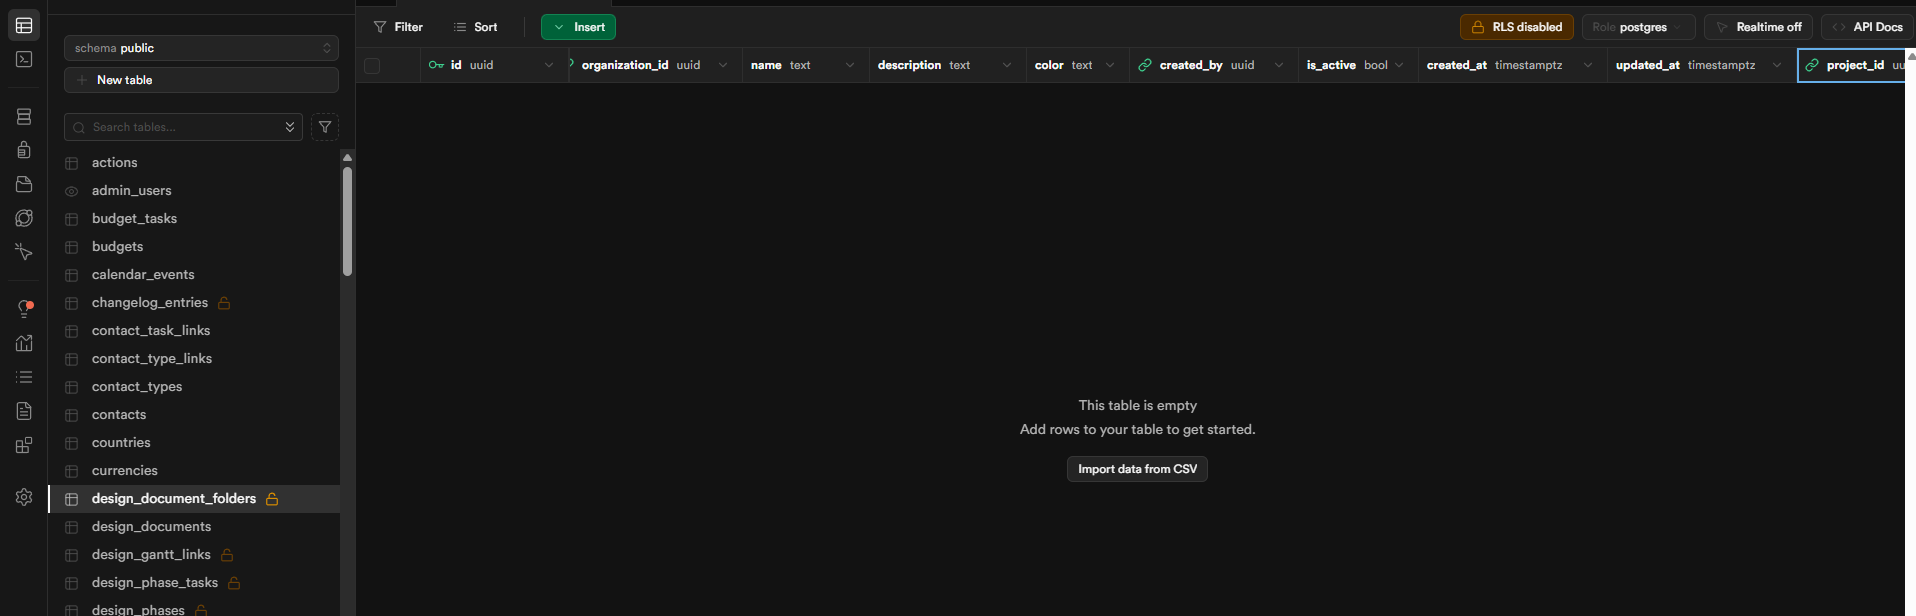 schema public
New table
Search tables...
actions
admin_users
budget_tasks
budgets
calendar_events
changelog_entries
contact_task_links
contact_type_links
contact_types
contacts
countries
currencies
design_document_folders
design_documents
design_gantt_links
design_phase_tasks
design_phases
Filter Sort Insert RLS disabled Role postgres Realtime off API Docs
id uuid organization_id uuid name text description text color text created_by uuid is_active bool created_at timestamptz updated_at timestamptz project_id uu
This table is empty
Add rows to your table to get started.
Import data from CSV